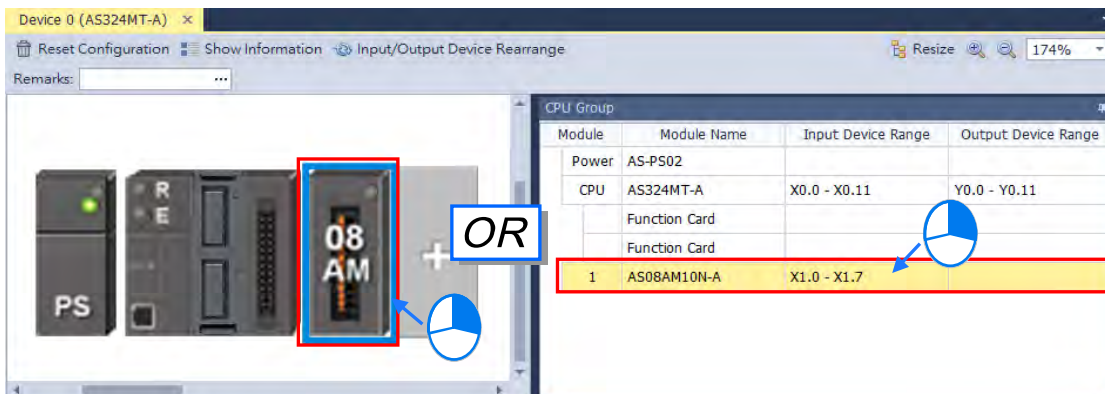 Device 0 (AS324MT-A) ×
Reset Configuration Show Information Input/Output Device Rearrange Resize 174%
Remarks: ...
CPU Group
Module Module Name Input Device Range Output Device Range
Power AS-PS02
CPU AS324MT-A X0.0 - X0.11 Y0.0 - Y0.11
Function Card
Function Card
1 AS08AM10N-A X1.0 - X1.7
R
E
08
AM
PS
+
OR